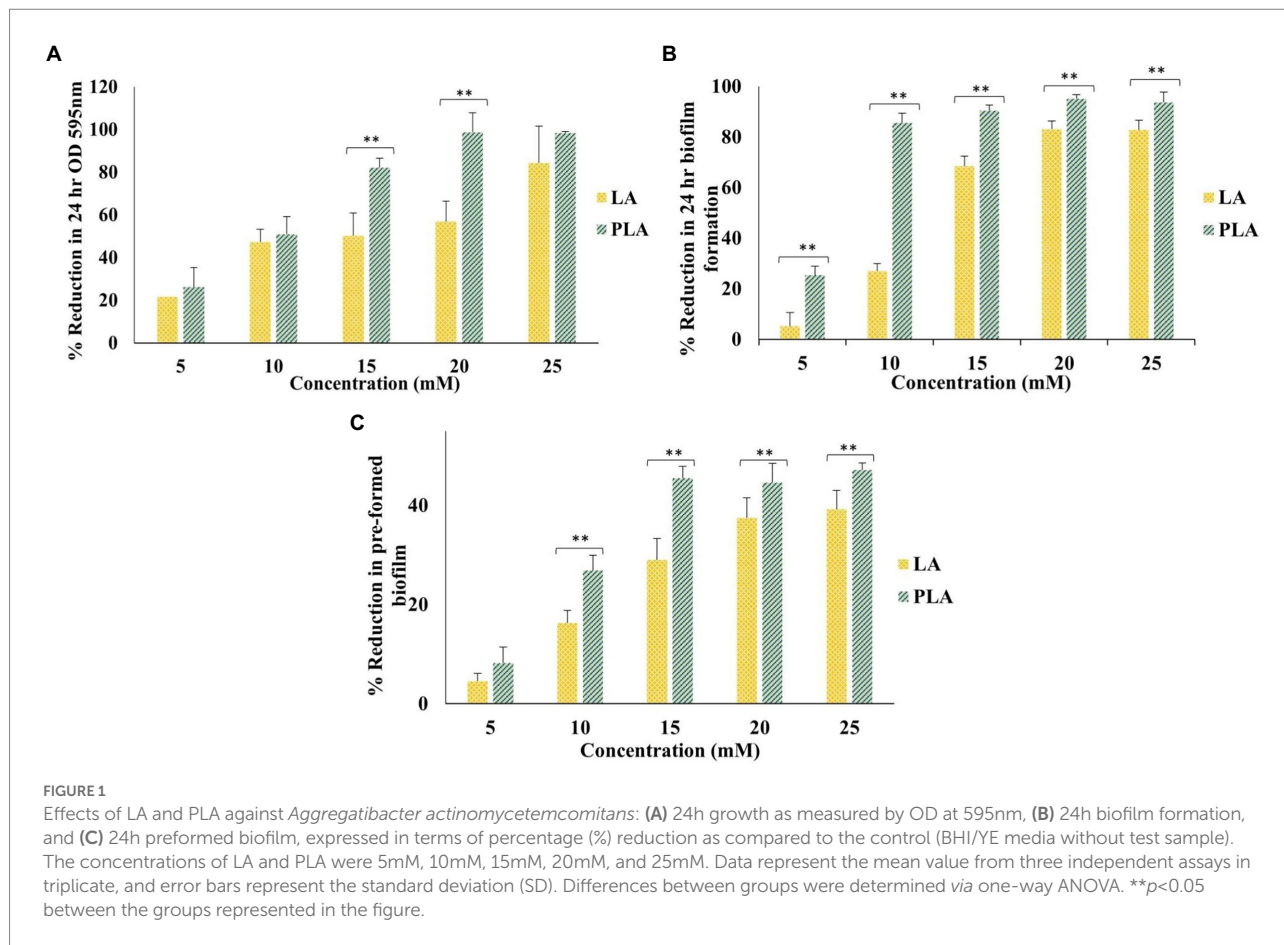 A
% Reduction in 24 hr OD 595nm
120
100
80
60
40
20
0
**
**
5 10 15 20 25
Concentration (mM)
LA
PLA
B
% Reduction in 24 hr biofilm
formation
100
80
60
40
20
0
**
**
**
**
**
5 10 15 20 25
Concentration (mM)
LA
PLA
C
% Reduction in pre-formed
biofilm
40
20
0
**
**
**
**
5 10 15 20 25
Concentration (mM)
LA
PLA
FIGURE 1
Effects of LA and PLA against Aggregatibacter actinomycetemcomitans: (A) 24h growth as measured by OD at 595nm, (B) 24h biofilm formation,
and (C) 24h preformed biofilm, expressed in terms of percentage (%) reduction as compared to the control (BHI/YE media without test sample).
The concentrations of LA and PLA were 5mM, 10mM, 15mM, 20mM, and 25mM. Data represent the mean value from three independent assays in
triplicate, and error bars represent the standard deviation (SD). Differences between groups were determined via one-way ANOVA. **p<0.05
between the groups represented in the figure.